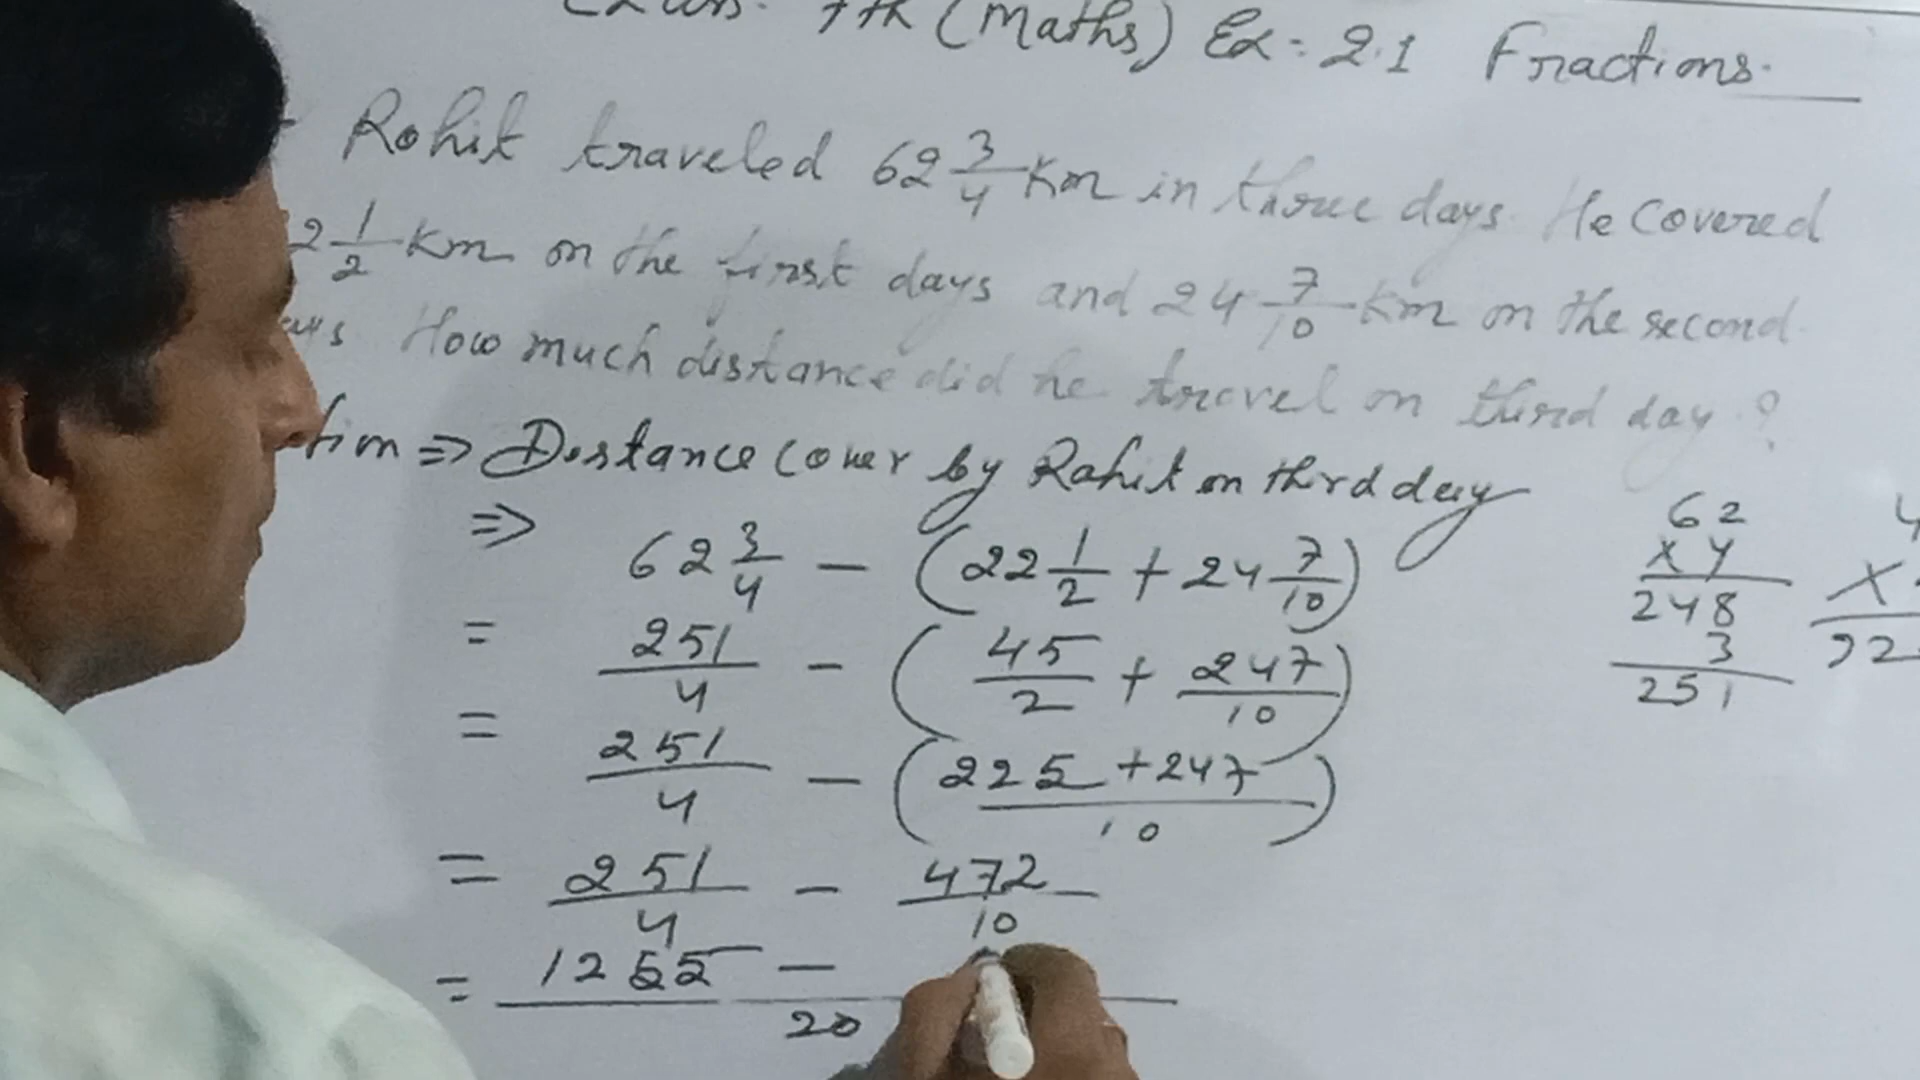 7th (Maths) Ex = 2.1 Fractions.
Rohit traveled 62 3/4 Km in three days. He Covered
2 1/2 Km on the first days and 24 7/10 Km on the second
How much distance did he travel on third day ?
tion ⇒ Distance cover by Rohit on third day
⇒ 62 3/4 - (22 1/2 + 24 7/10)
= 251/4 - (45/2 + 247/10)
= 251/4 - (225 + 247/10)
= 251/4 - 472/10
= 1255 - /20
62
x 4
248
3
251
4
X
22